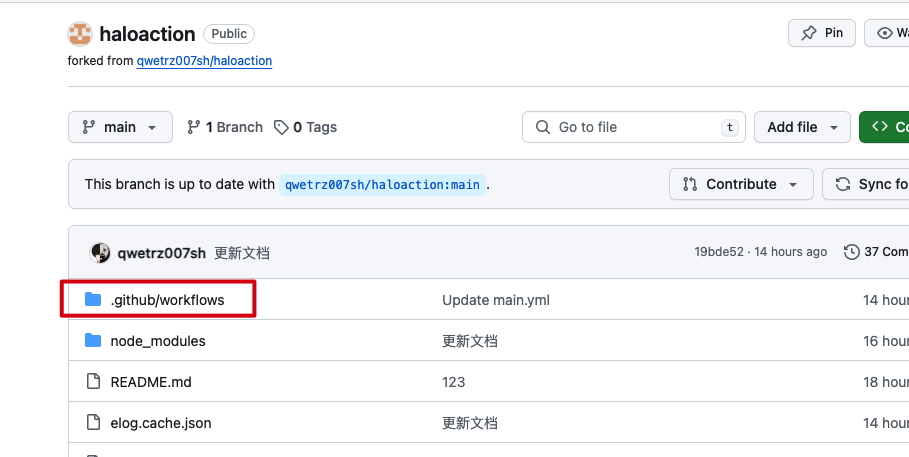 haloaction Public Pin
forked from qwetrz007sh/haloaction
main 1 Branch 0 Tags Go to file t Add file
This branch is up to date with qwetrz007sh/haloaction:main . Contribute Sync fo
qwetrz007sh 更新文档 19bde52 · 14 hours ago 37 Com
.github/workflows Update main.yml 14 hour
node_modules 更新文档 16 hour
README.md 123 18 hour
elog.cache.json 更新文档 14 hour